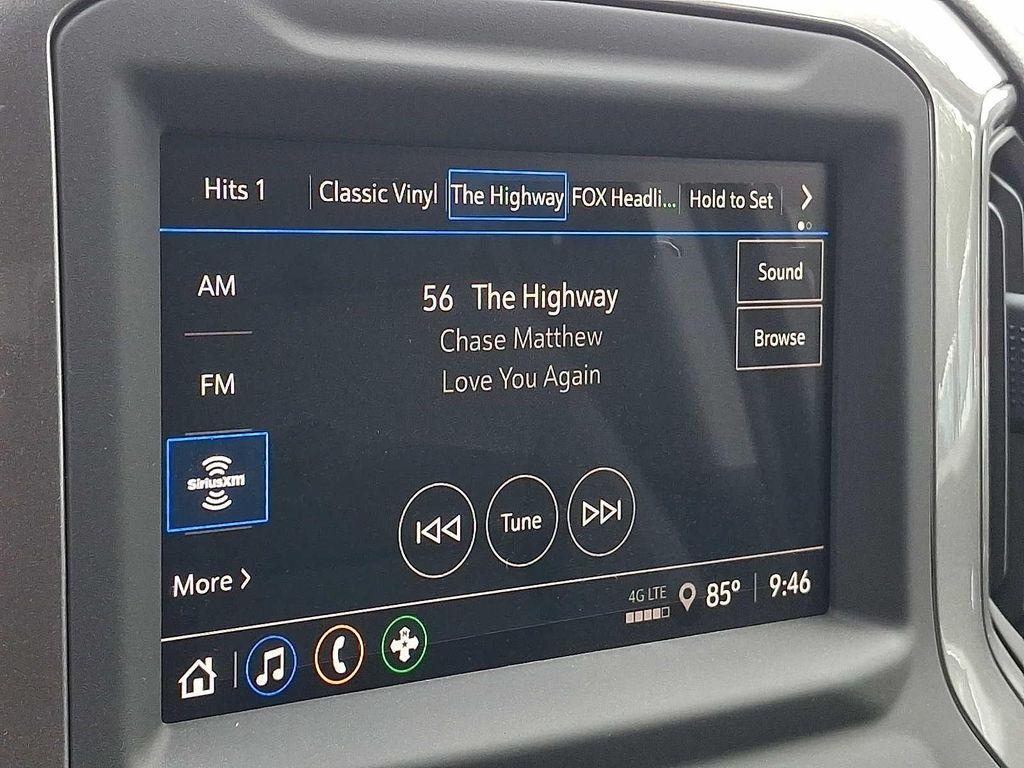 Hits 1 Classic Vinyl The Highway FOX Headli... Hold to Set
AM
FM
SiriusXM
More
56 The Highway
Chase Matthew
Love You Again
Sound
Browse
Tune
4G LTE 85° 9:46